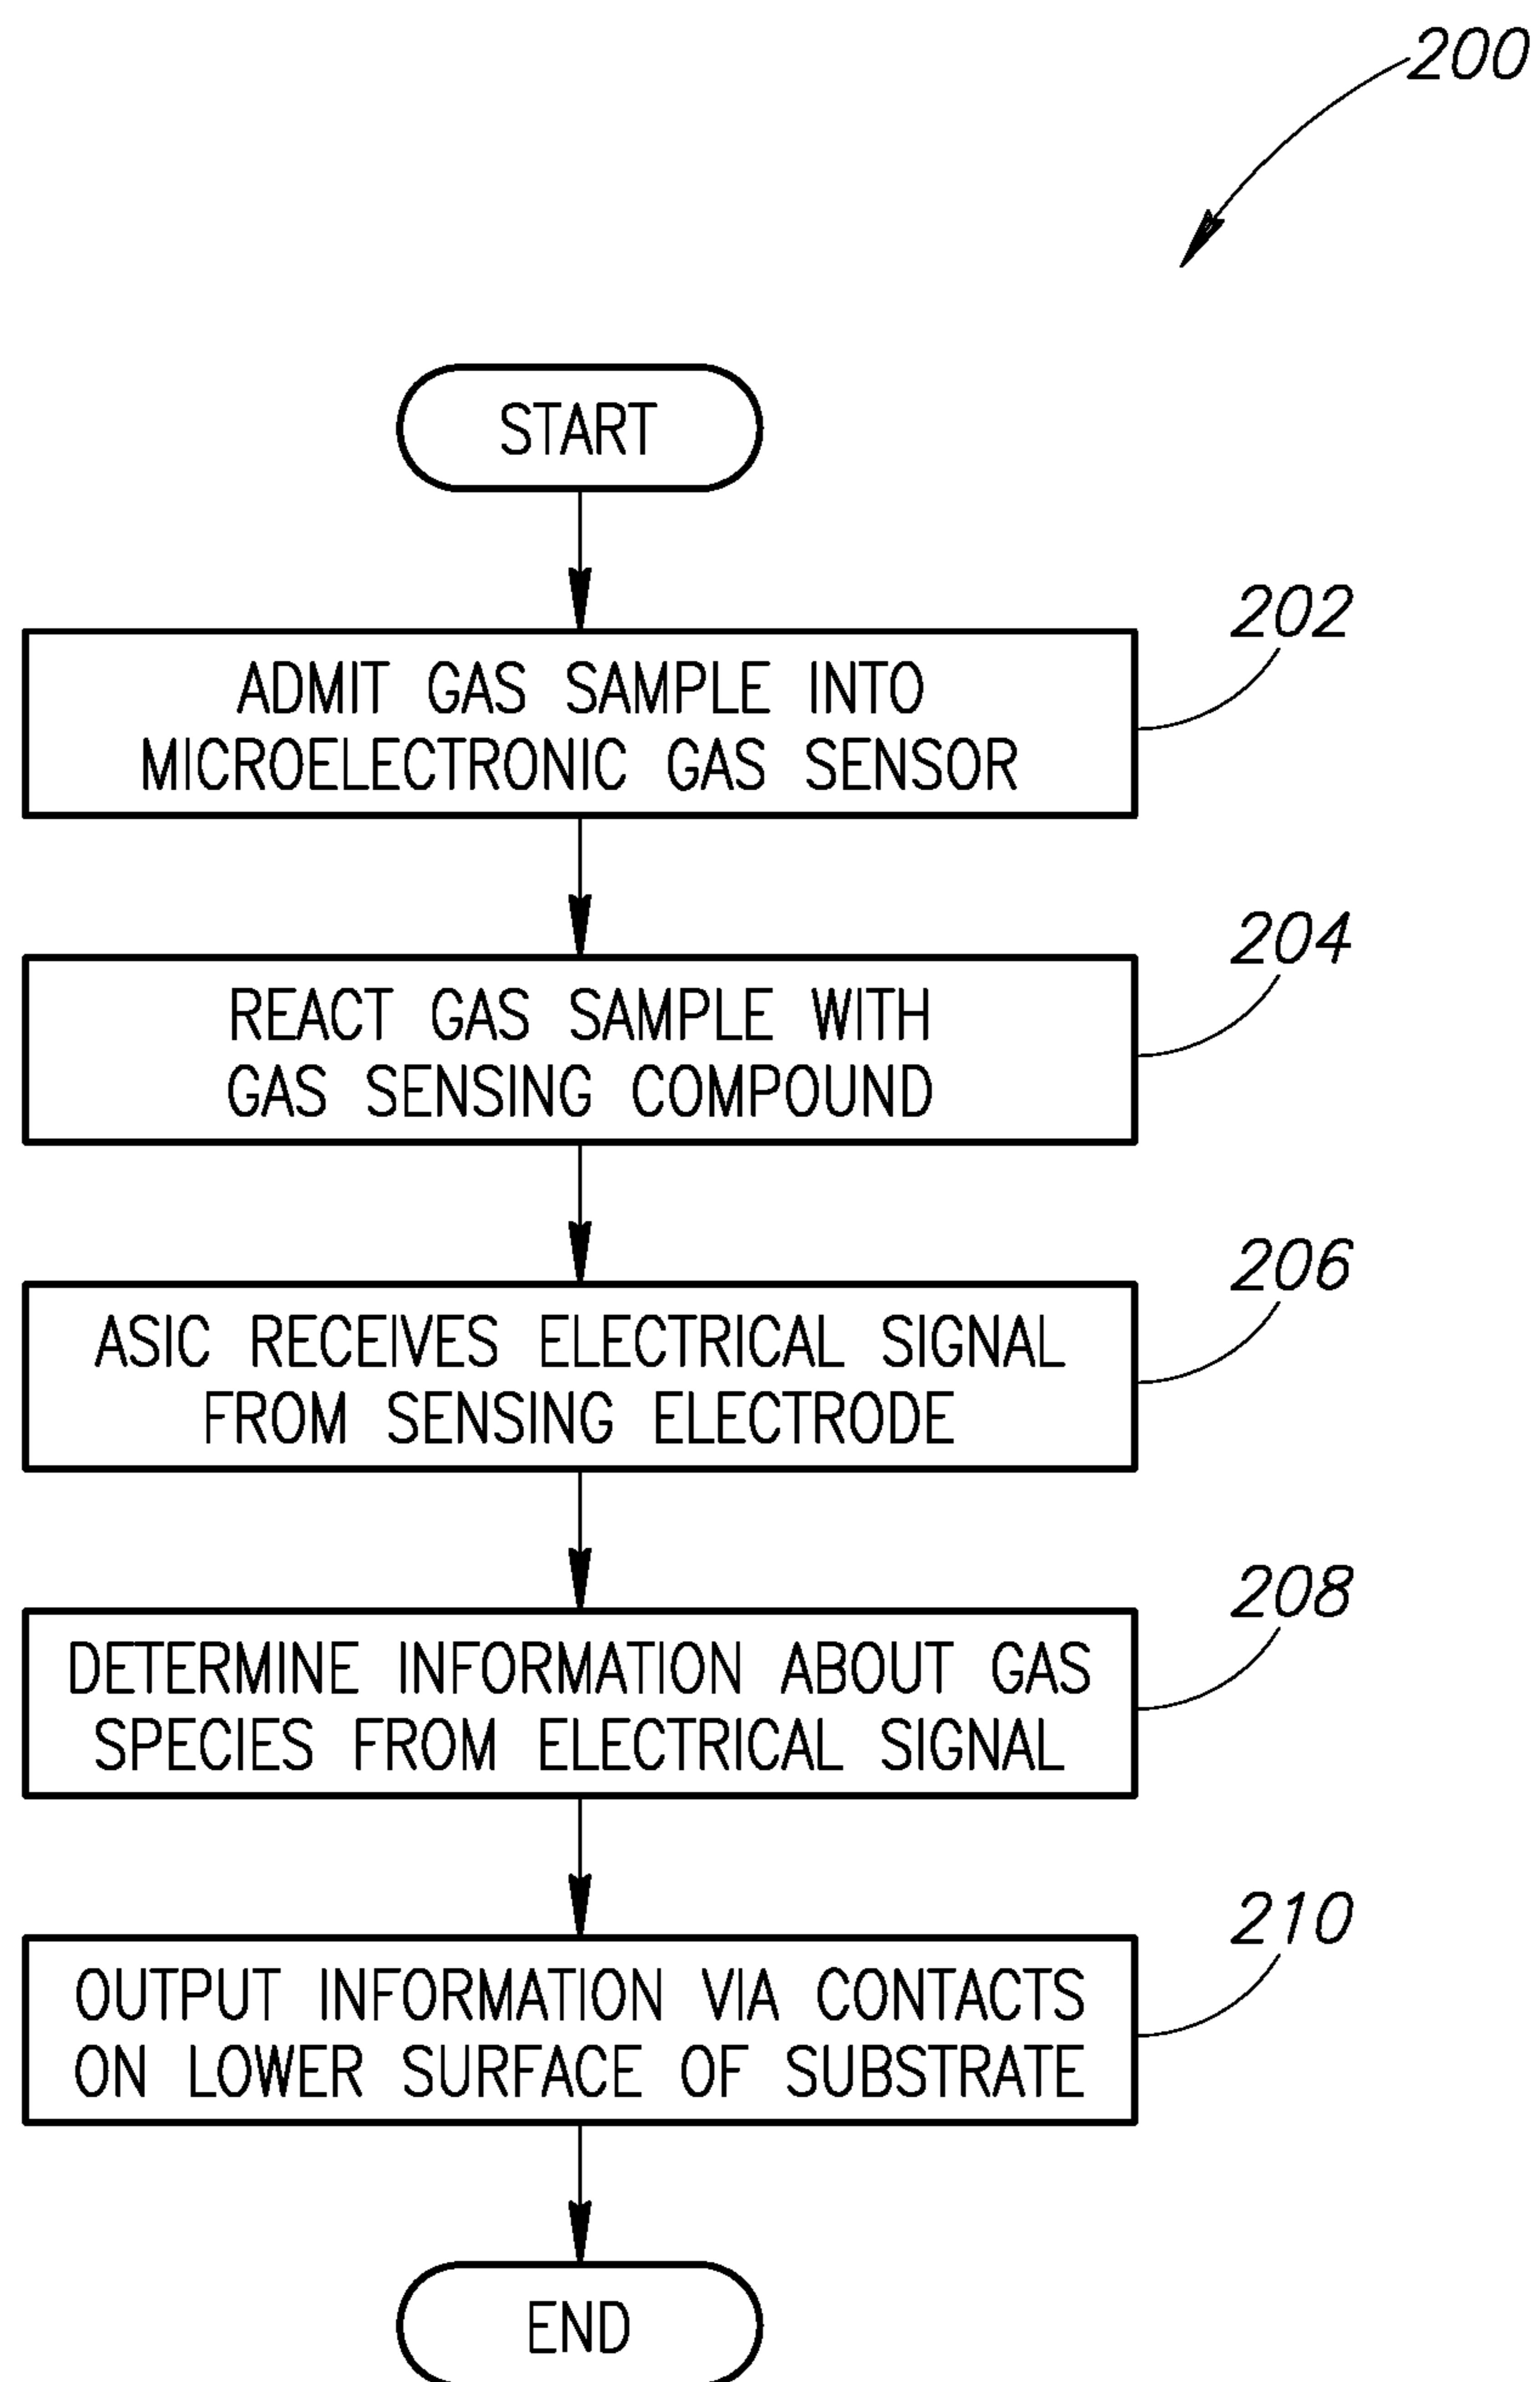 200
START
202
ADMIT GAS SAMPLE INTO
MICROELECTRONIC GAS SENSOR
204
REACT GAS SAMPLE WITH
GAS SENSING COMPOUND
206
ASIC RECEIVES ELECTRICAL SIGNAL
FROM SENSING ELECTRODE
208
DETERMINE INFORMATION ABOUT GAS
SPECIES FROM ELECTRICAL SIGNAL
210
OUTPUT INFORMATION VIA CONTACTS
ON LOWER SURFACE OF SUBSTRATE
END